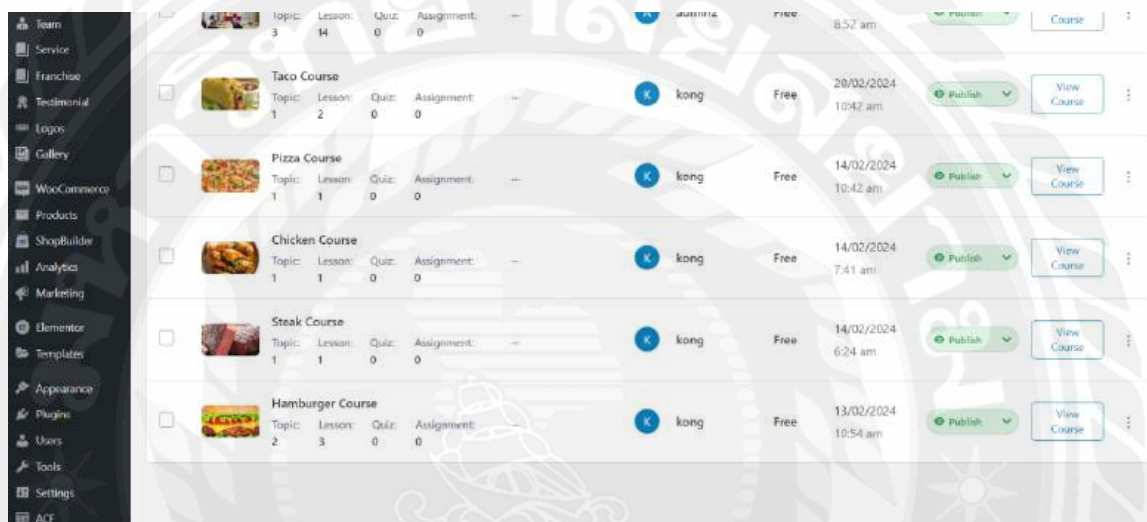 Team
Service
Franchise
Testimonial
Logos
Gallery
WooCommerce
Products
ShopBuilder
Analytics
Marketing
Elementor
Templates
Appearance
Plugins
Users
Tools
Settings
ACF
Topic: Lesson: Quiz: Assignment: --- K admin2 Free Publish
3 14 0 0 8:52 am Course
Taco Course 20/02/2024
Topic: Lesson: Quiz: Assignment: --- K kong Free Publish View
1 2 0 0 10:42 am Course
Pizza Course 14/02/2024
Topic: Lesson: Quiz: Assignment: --- K kong Free Publish View
1 1 0 0 10:42 am Course
Chicken Course 14/02/2024
Topic: Lesson: Quiz: Assignment: --- K kong Free Publish View
1 1 0 0 7:41 am Course
Steak Course 14/02/2024
Topic: Lesson: Quiz: Assignment: --- K kong Free Publish View
1 1 0 0 6:24 am Course
Hamburger Course 13/02/2024
Topic: Lesson: Quiz: Assignment: --- K kong Free Publish View
2 3 0 0 10:54 am Course